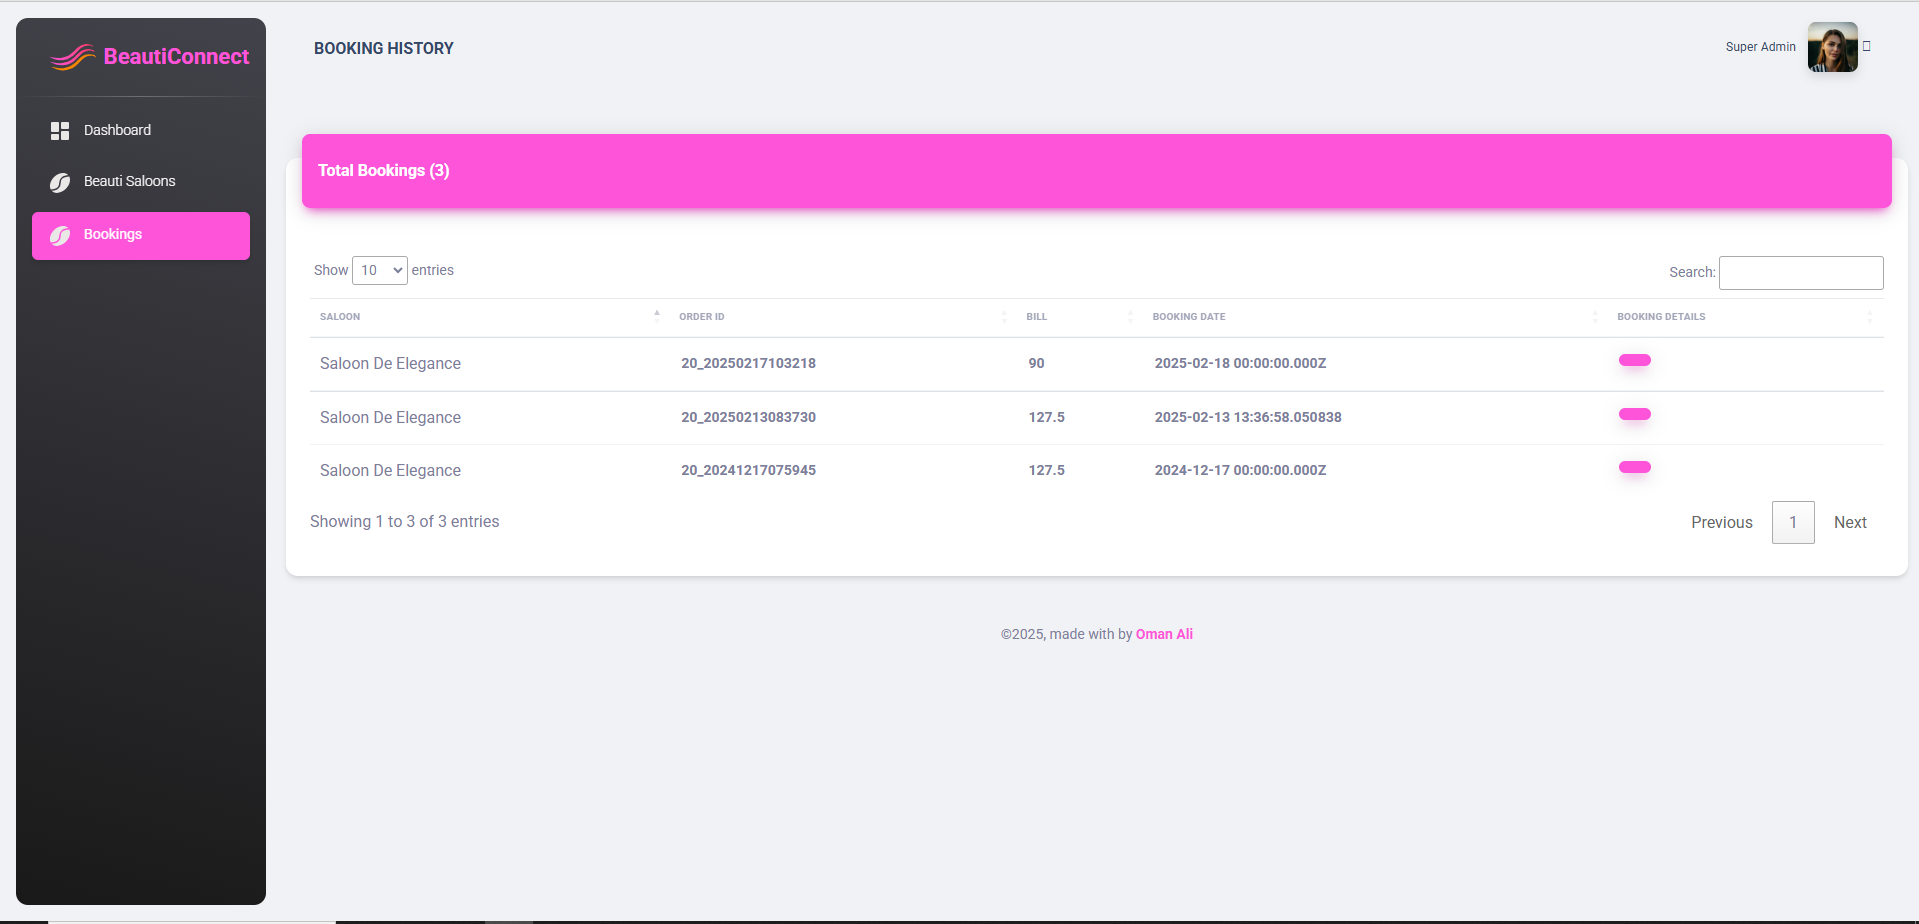 BeautiConnect
Dashboard
Beauti Saloons
Bookings
BOOKING HISTORY
Super Admin
Total Bookings (3)
Show 10 entries
Search:
SALOON ORDER ID BILL BOOKING DATE BOOKING DETAILS
Saloon De Elegance 20_20250217103218 90 2025-02-18 00:00:00.000Z
Saloon De Elegance 20_20250213083730 127.5 2025-02-13 13:36:58.050838
Saloon De Elegance 20_20241217075945 127.5 2024-12-17 00:00:00.000Z
Showing 1 to 3 of 3 entries
Previous 1 Next
©2025, made with by Oman Ali